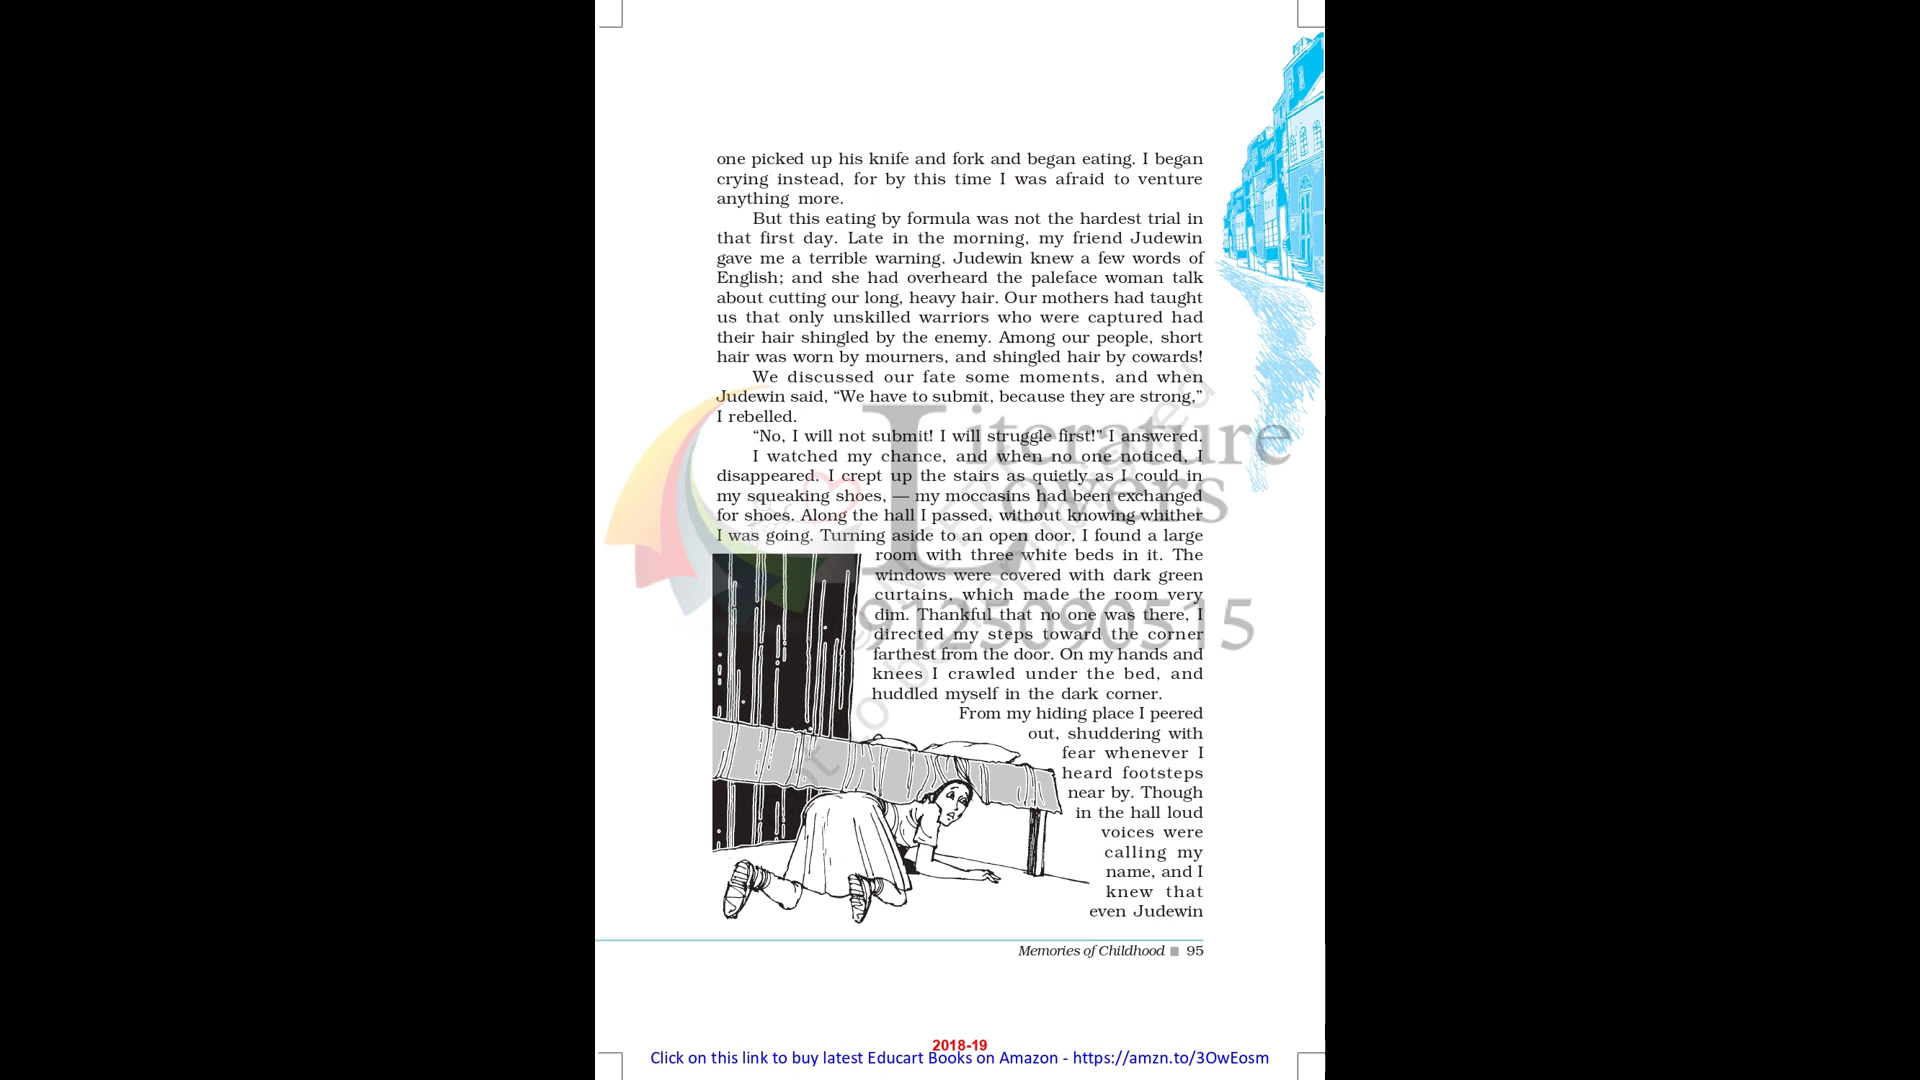 one picked up his knife and fork and began eating. I began
crying instead, for by this time I was afraid to venture
anything more.
But this eating by formula was not the hardest trial in
that first day. Late in the morning, my friend Judewin
gave me a terrible warning. Judewin knew a few words of
English; and she had overheard the paleface woman talk
about cutting our long, heavy hair. Our mothers had taught
us that only unskilled warriors who were captured had
their hair shingled by the enemy. Among our people, short
hair was worn by mourners, and shingled hair by cowards!
We discussed our fate some moments, and when
Judewin said, “We have to submit, because they are strong,”
I rebelled.
“No, I will not submit! I will struggle first!” I answered.
I watched my chance, and when no one noticed, I
disappeared. I crept up the stairs as quietly as I could in
my squeaking shoes, — my moccasins had been exchanged
for shoes. Along the hall I passed, without knowing whither
I was going. Turning aside to an open door, I found a large
room with three white beds in it. The
windows were covered with dark green
curtains, which made the room very
dim. Thankful that no one was there, I
directed my steps toward the corner
farthest from the door. On my hands and
knees I crawled under the bed, and
huddled myself in the dark corner.
From my hiding place I peered
out, shuddering with
fear whenever I
heard footsteps
near by. Though
in the hall loud
voices were
calling my
name, and I
knew that
even Judewin
Literature
Lovers
9125090515
Memories of Childhood ■ 95
2018-19
Click on this link to buy latest Educart Books on Amazon - https://amzn.to/3OwEosm